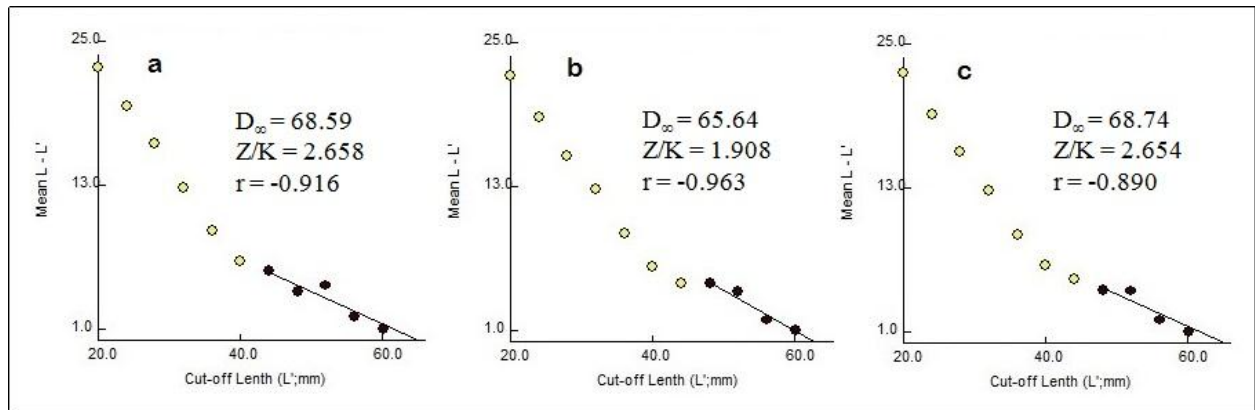 25.0
a
D∞ = 68.59
Z/K = 2.658
r = -0.916
Mean L - L'
13.0
1.0
20.0 40.0 60.0
Cut-off Lenth (L';mm)
25.0
b
D∞ = 65.64
Z/K = 1.908
r = -0.963
Mean L - L'
13.0
1.0
20.0 40.0 60.0
Cut-off Lenth (L';mm)
25.0
c
D∞ = 68.74
Z/K = 2.654
r = -0.890
Mean L - L'
13.0
1.0
20.0 40.0 60.0
Cut-off Lenth (L';mm)